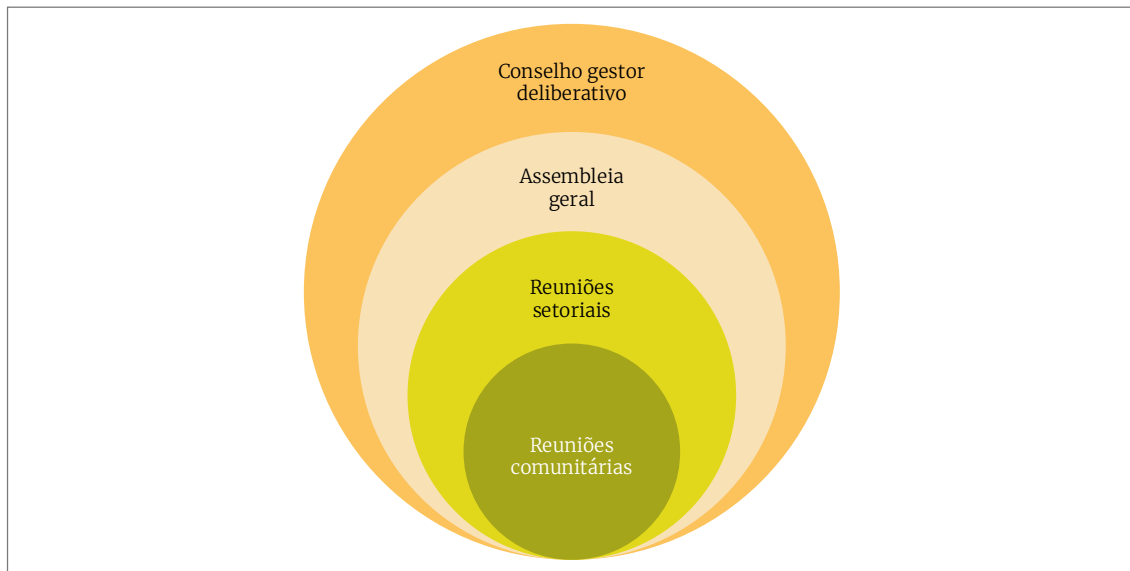 Conselho gestor
deliberativo
Assembleia
geral
Reuniões
setoriais
Reuniões
comunitárias